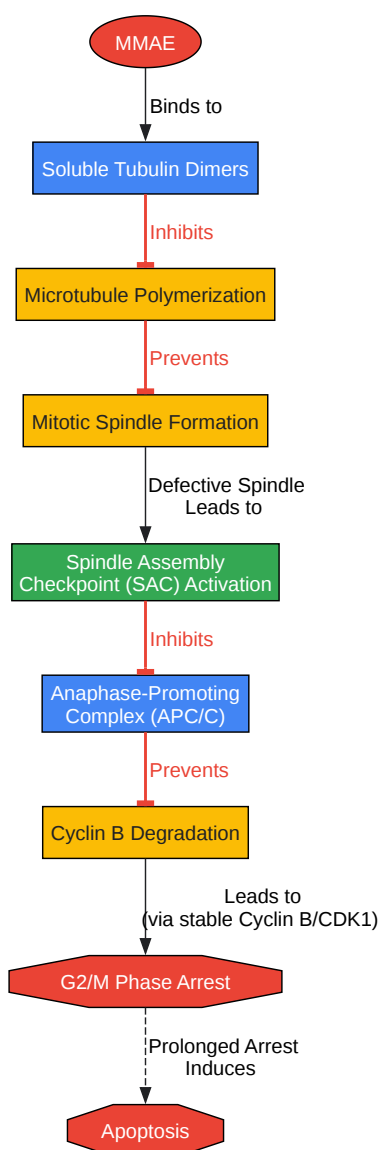 MMAE
Binds to
Soluble Tubulin Dimers
Inhibits
Microtubule Polymerization
Prevents
Mitotic Spindle Formation
Defective Spindle
Leads to
Spindle Assembly
Checkpoint (SAC) Activation
Inhibits
Anaphase-Promoting
Complex (APC/C)
Prevents
Cyclin B Degradation
Leads to
(via stable Cyclin B/CDK1)
G2/M Phase Arrest
Prolonged Arrest
Induces
Apoptosis